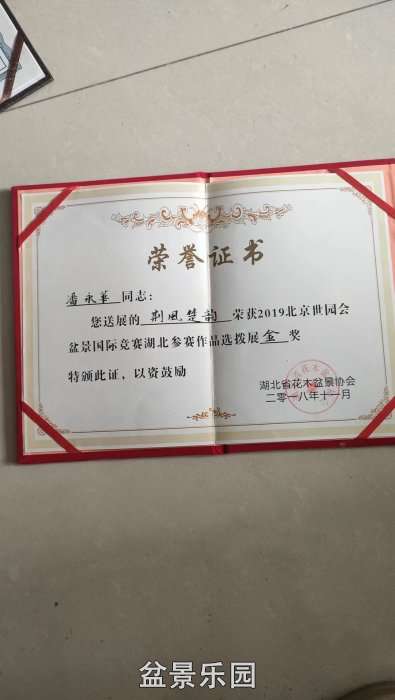 荣誉证书
潘永华 同志：
您送展的 荆风楚韵 荣获2019北京世园会
盆景国际竞赛湖北参赛作品选拨展 金 奖
特颁此证，以资鼓励
湖北省花木盆景协会
二零一八年十一月
盆景乐园